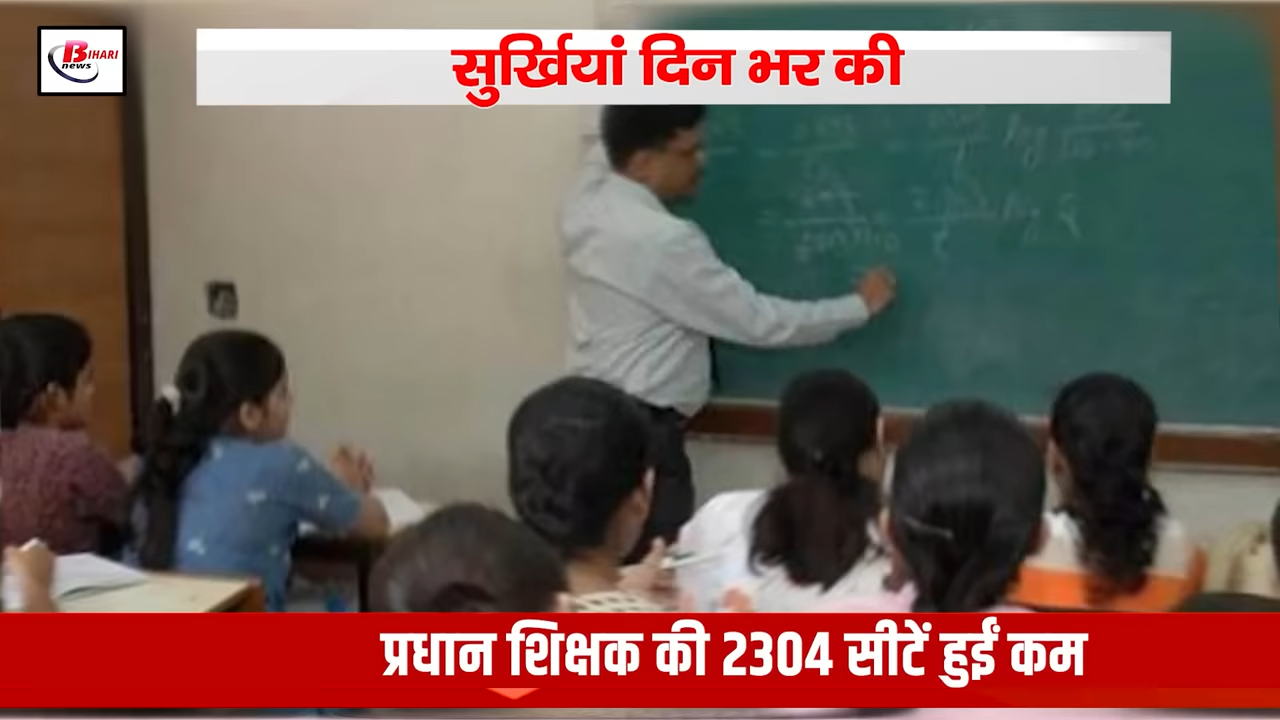 BIHARI
news
सुर्खियां दिन भर की
प्रधान शिक्षक की 2304 सीटें हुईं कम